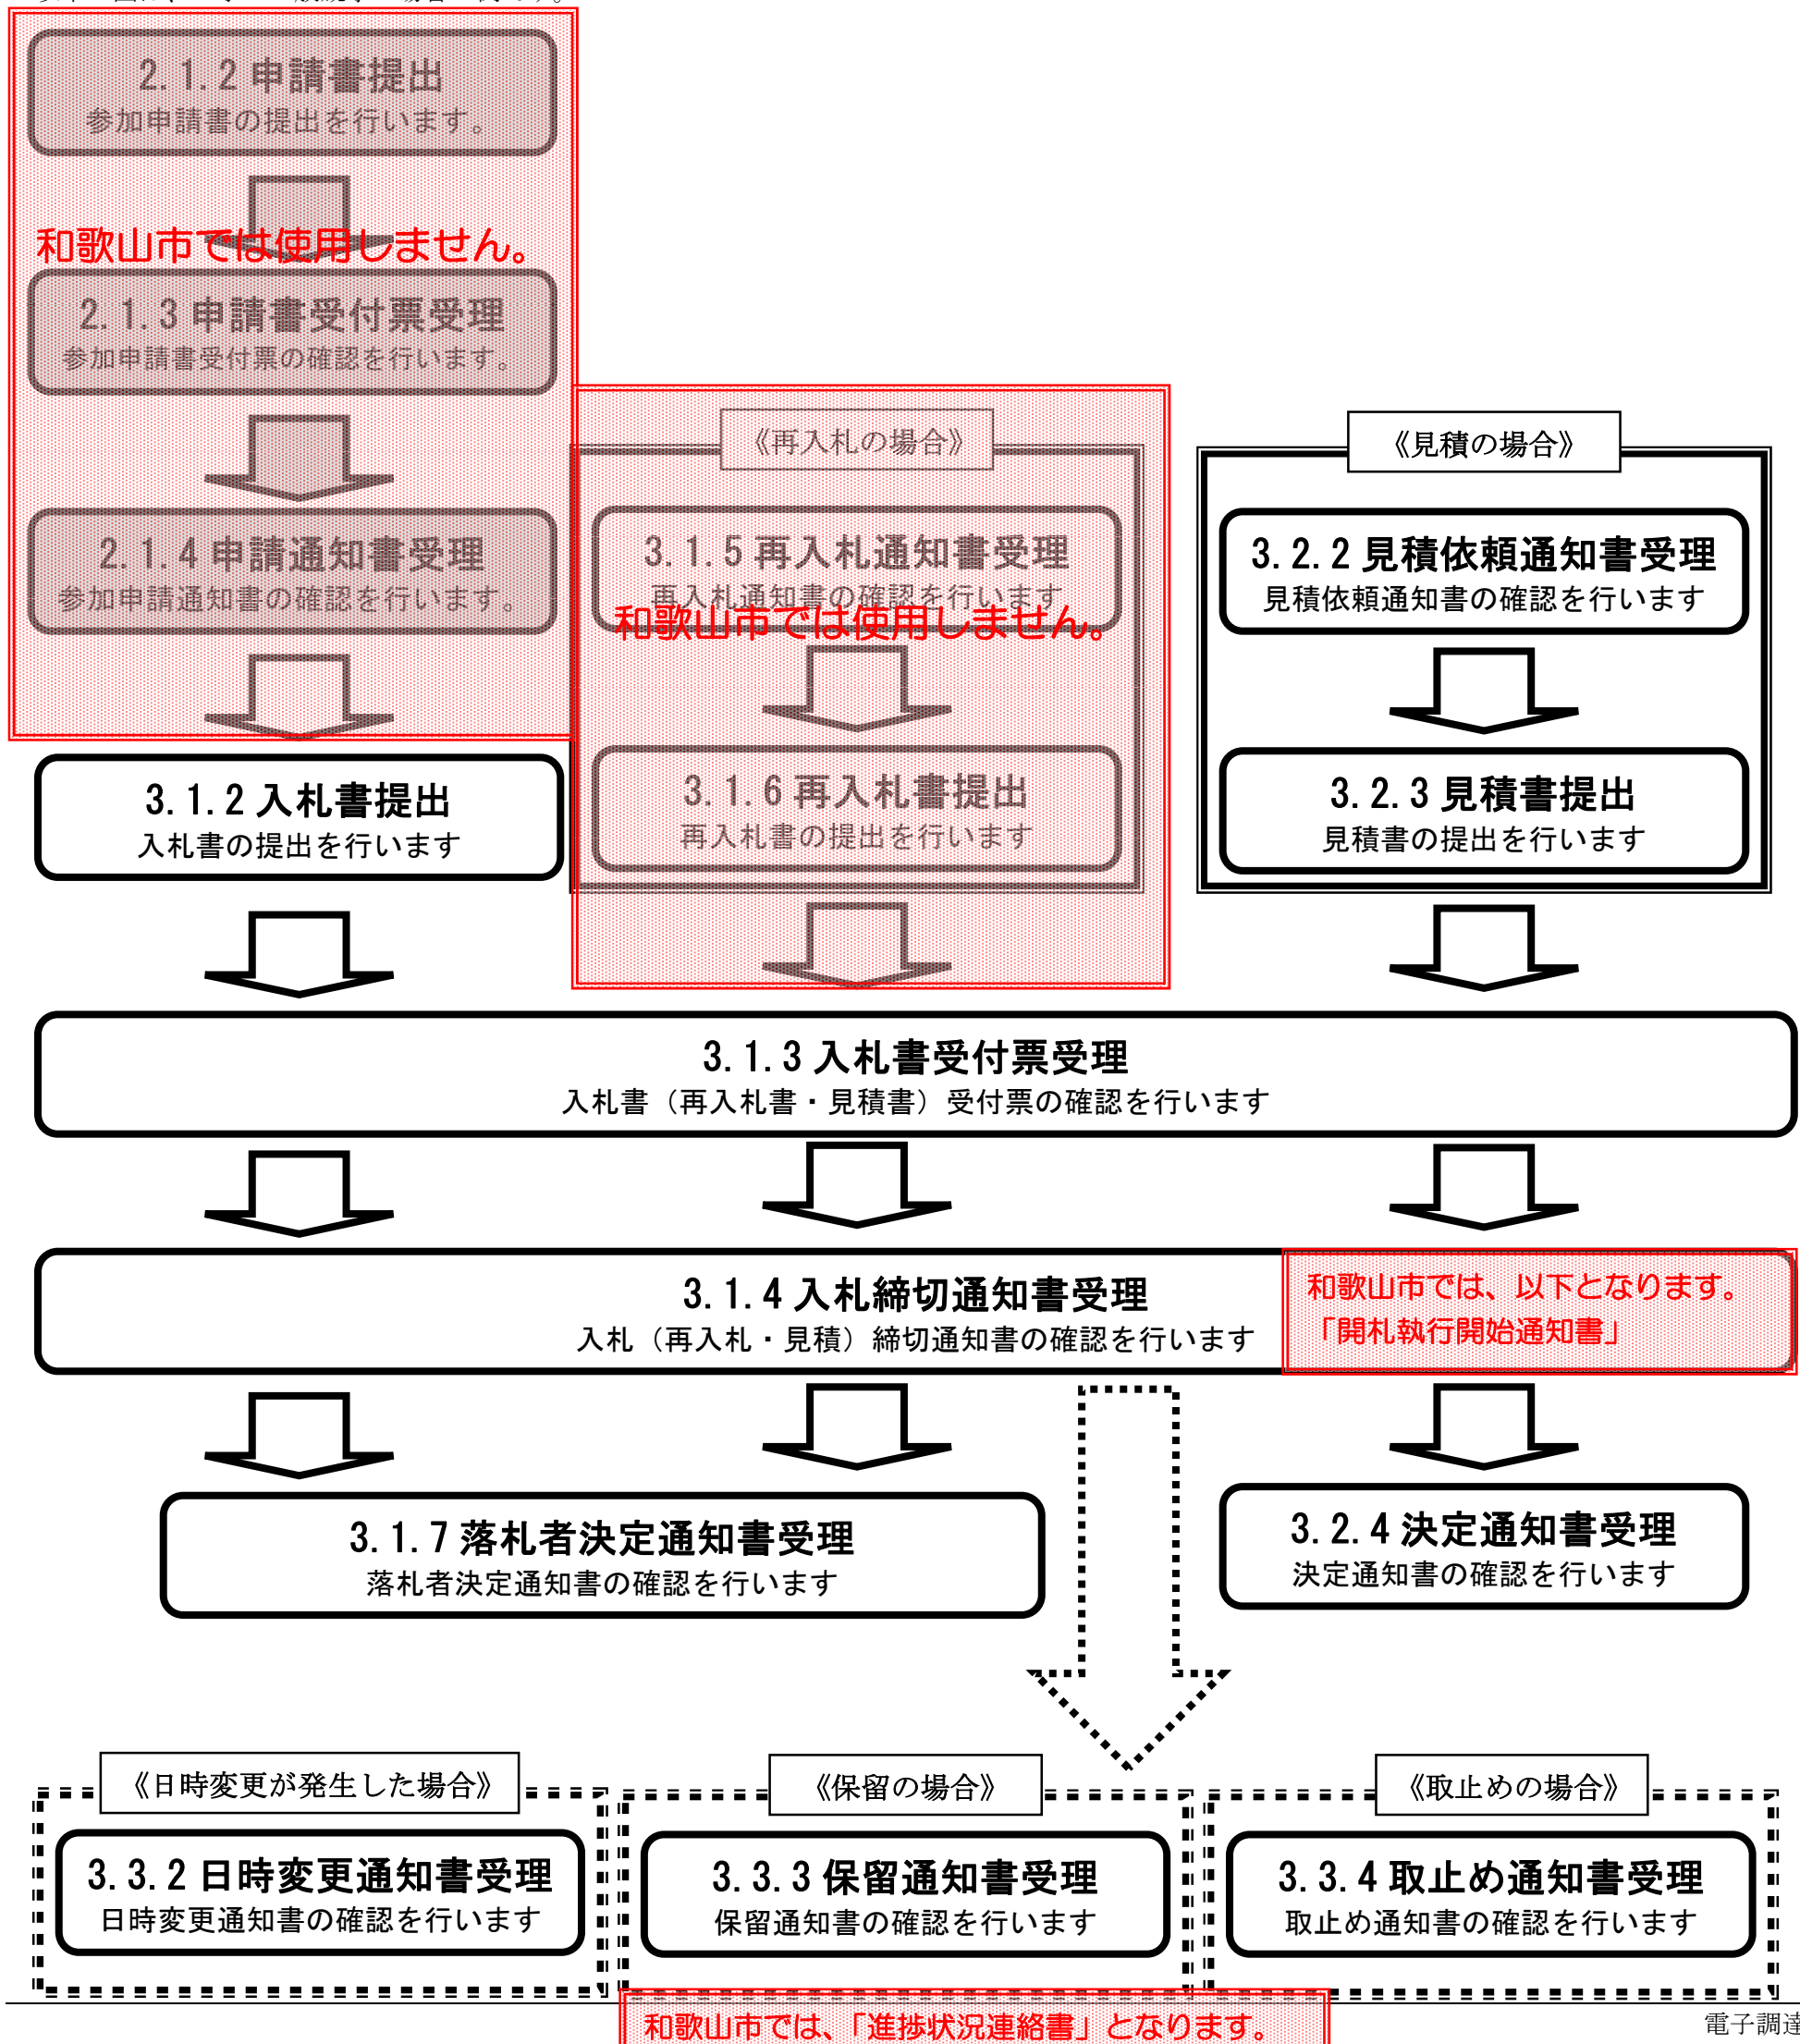 2.1.2 申請書提出
参加申請書の提出を行います。
和歌山市では使用しません。
2.1.3 申請書受付票受理
参加申請書受付票の確認を行います。
2.1.4 申請通知書受理
参加申請通知書の確認を行います。
《再入札の場合》
3.1.5 再入札通知書受理
再入札通知書の確認を行います
和歌山市では使用しません。
3.1.6 再入札書提出
再入札書の提出を行います
《見積の場合》
3.2.2 見積依頼通知書受理
見積依頼通知書の確認を行います
3.2.3 見積書提出
見積書の提出を行います
3.1.2 入札書提出
入札書の提出を行います
3.1.3 入札書受付票受理
入札書（再入札書・見積書）受付票の確認を行います
3.1.4 入札締切通知書受理
入札（再入札・見積）締切通知書の確認を行います
和歌山市では、以下となります。
「開札執行開始通知書」
3.1.7 落札者決定通知書受理
落札者決定通知書の確認を行います
3.2.4 決定通知書受理
決定通知書の確認を行います
《日時変更が発生した場合》
3.3.2 日時変更通知書受理
日時変更通知書の確認を行います
《保留の場合》
3.3.3 保留通知書受理
保留通知書の確認を行います
《取止めの場合》
3.3.4 取止め通知書受理
取止め通知書の確認を行います
和歌山市では、「進捗状況連絡書」となります。
電子調達